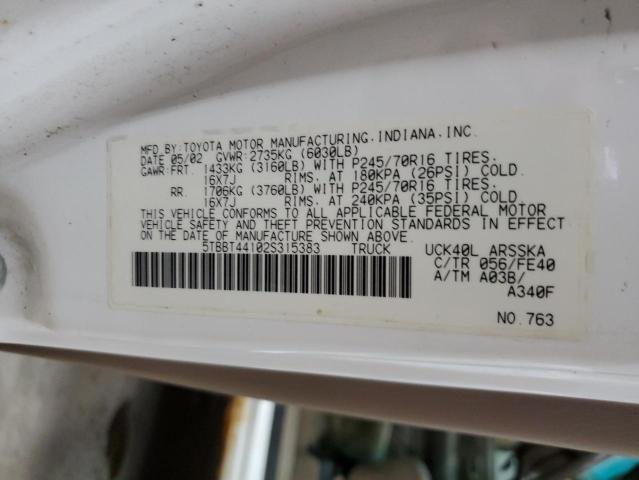 MFD.BY:TOYOTA MOTOR MANUFACTURING,INDIANA,INC.
DATE 05/02 GVWR:2735KG (6030LB)
GAWR:FRT. 1433KG (3160LB) WITH P245/70R16 TIRES.
16X7J RIMS. AT 180KPA (26PSI) COLD.
RR. 1706KG (3760LB) WITH P245/70R16 TIRES.
16X7J RIMS. AT 240KPA (35PSI) COLD.
THIS VEHICLE CONFORMS TO ALL APPLICABLE FEDERAL MOTOR
VEHICLE SAFETY AND THEFT PREVENTION STANDARDS IN EFFECT
ON THE DATE OF MANUFACTURE SHOWN ABOVE.
5TBBT44102S315383 TRUCK UCK40L ARSSKA
C/TR 056/FE40
A/TM A03B/
A340F
NO.763